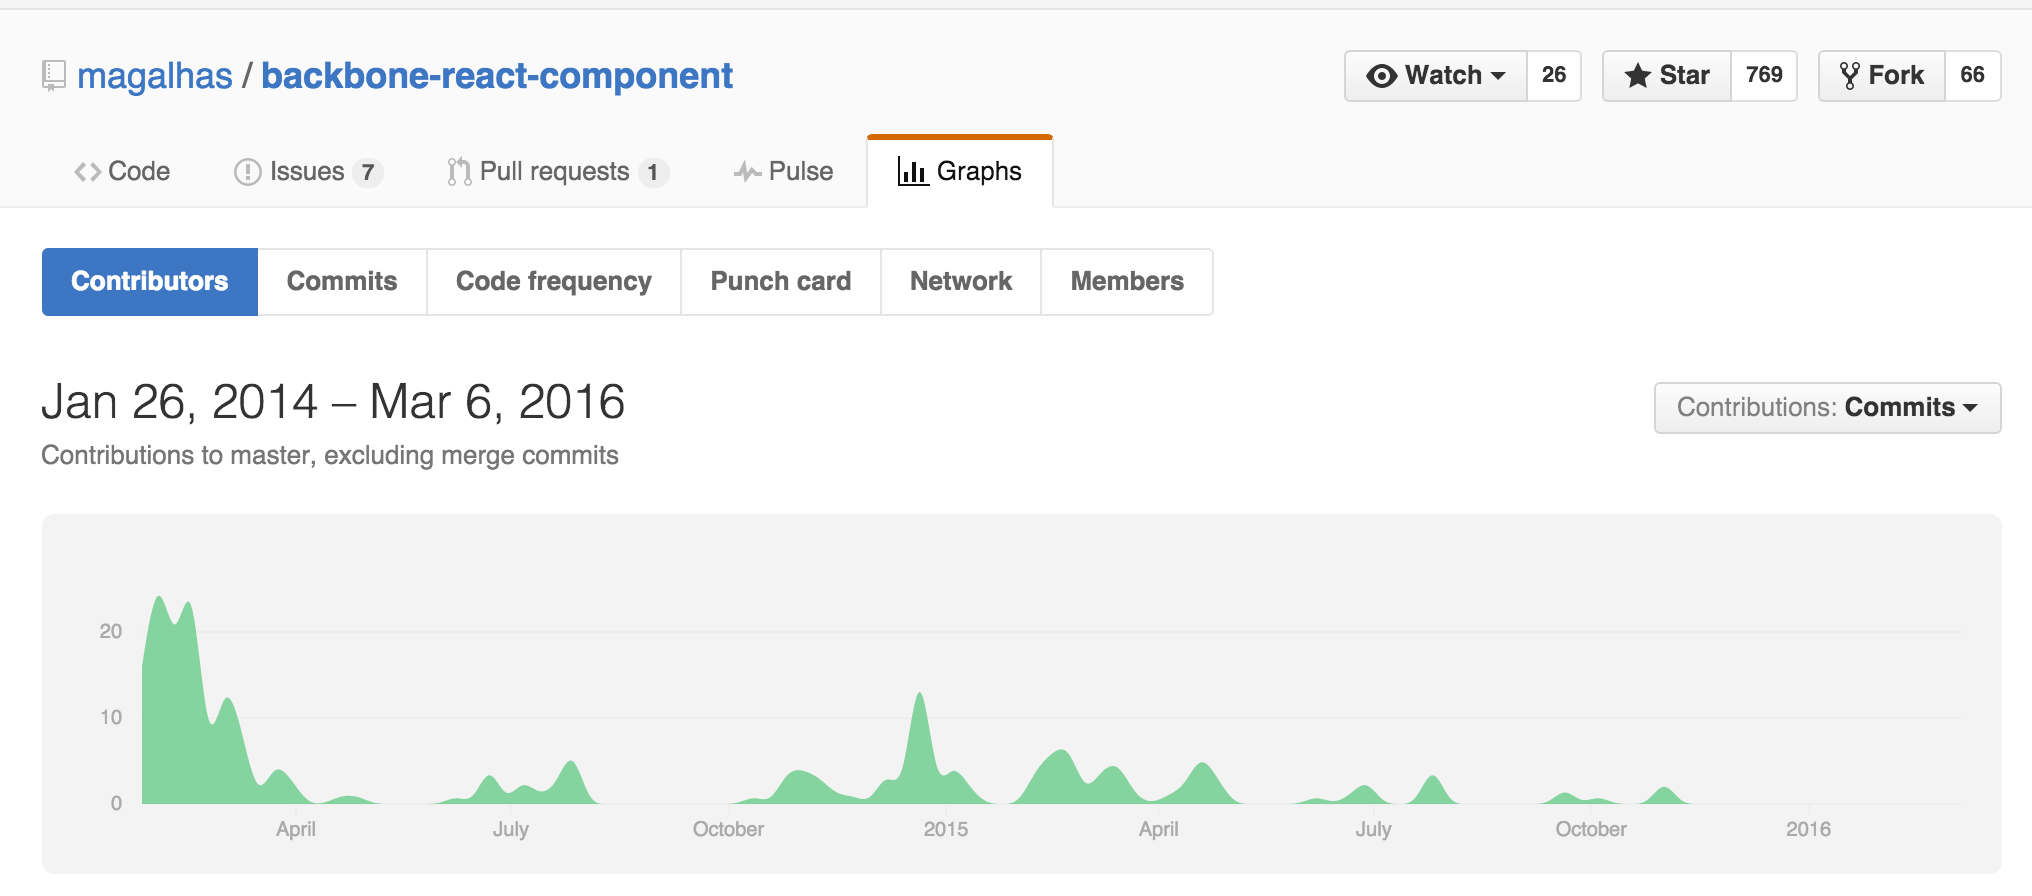 magalhas / backbone-react-component
Watch 26 Star 769 Fork 66
Code Issues 7 Pull requests 1 Pulse Graphs
Contributors Commits Code frequency Punch card Network Members
Jan 26, 2014 – Mar 6, 2016
Contributions: Commits
Contributions to master, excluding merge commits
20
10
0
April July October 2015 April July October 2016